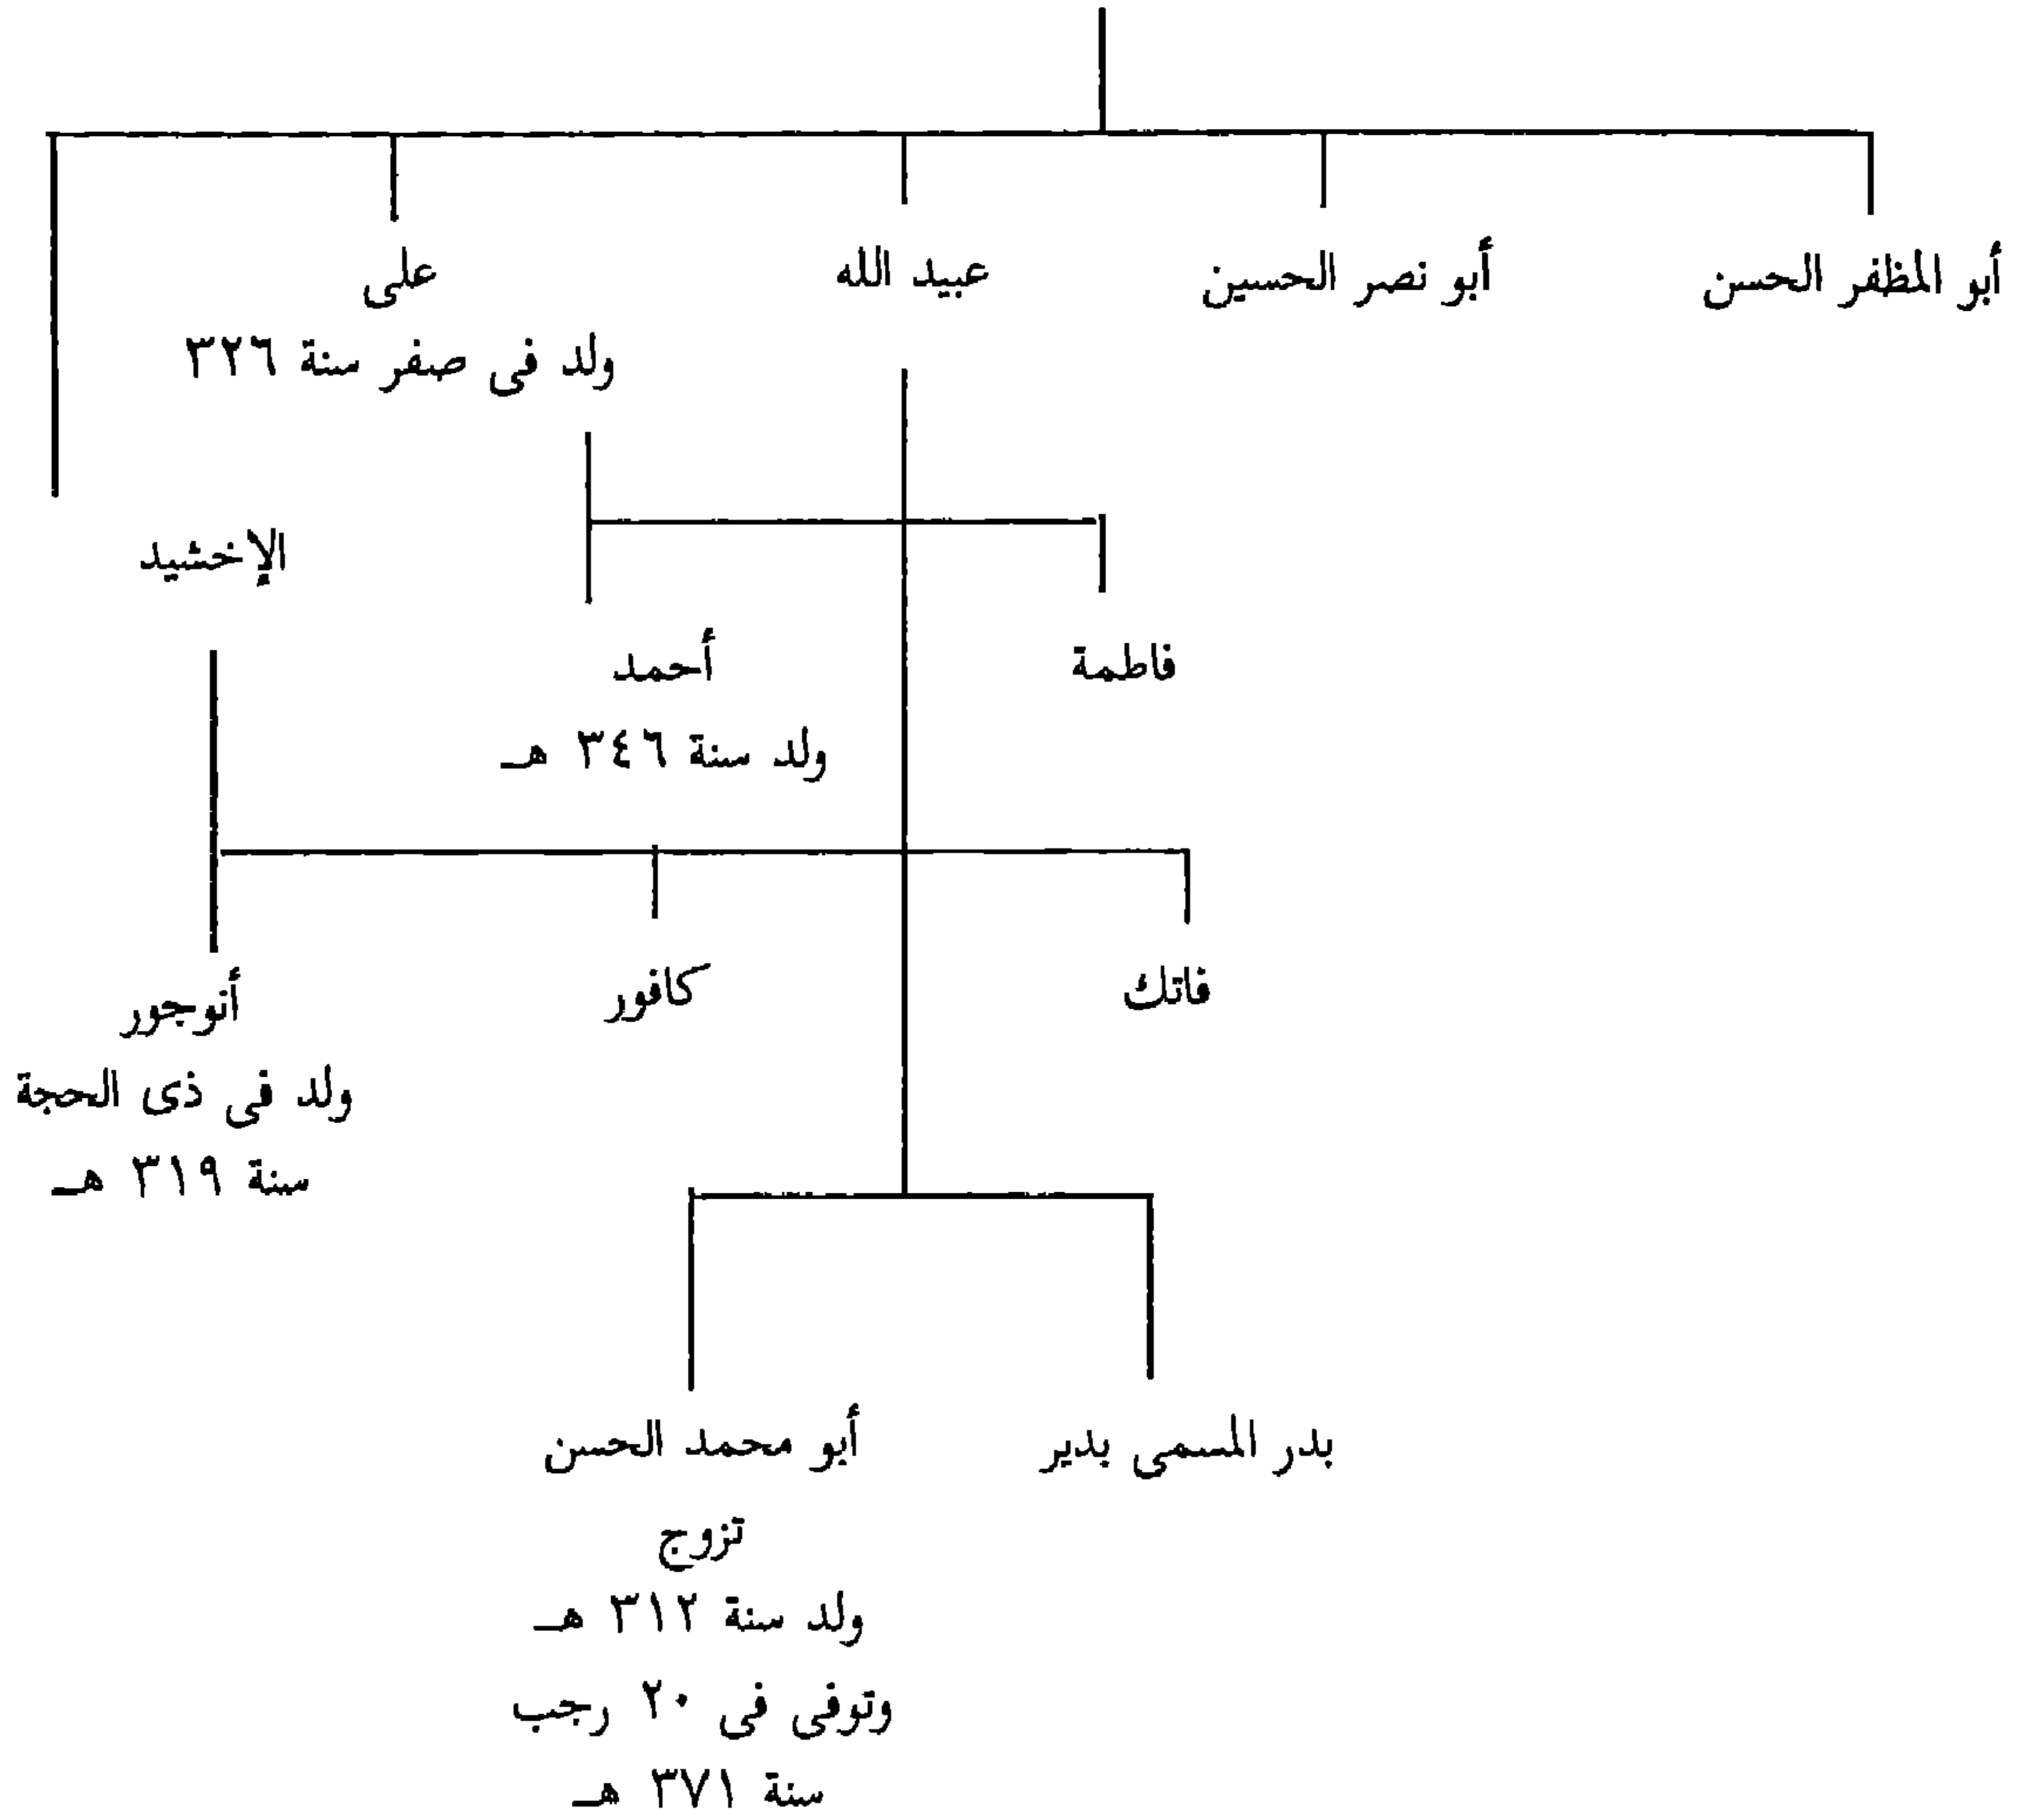 أبو المظفر الحسن
أبو نصر الحسين
عبيد الله
على
ولد فى صفر سنة ٣٢٦
الإخشيد
فاطمة
أحمد
ولد سنة ٣٤٦ هـ
فاتك
كافور
أنوجور
ولد فى ذى الحجة
سنة ٣١٩ هـ
بدر المسمى بدير
أبو محمد الحسن
تزوج
ولد سنة ٣١٢ هـ
وتوفى فى ٢٠ رجب
سنة ٣٧١ هـ